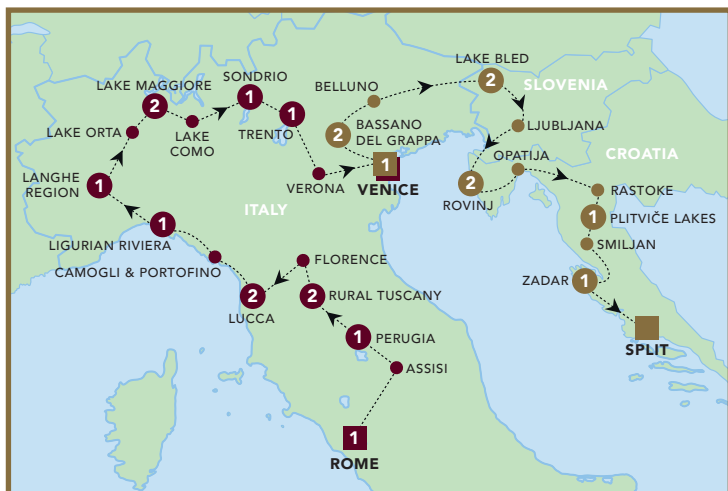 LAKE BLED
2
SLOVENIA
SONDRIO
1
LAKE MAGGIORE
2
BELLUNO
LAKE ORTA
LAKE
COMO
1
TRENTO
2
BASSANO
DEL GRAPPA
LJUBLJANA
CROATIA
OPATIJA
LANGHE
REGION
1
VERONA
1
VENICE
2
ROVINJ
RASTOKE
ITALY
1
PLITVIČE LAKES
1
LIGURIAN RIVIERA
SMILJAN
CAMOGLI & PORTOFINO
FLORENCE
ZADAR
1
2
LUCCA
2
RURAL TUSCANY
1
PERUGIA
SPLIT
ASSISI
1
ROME